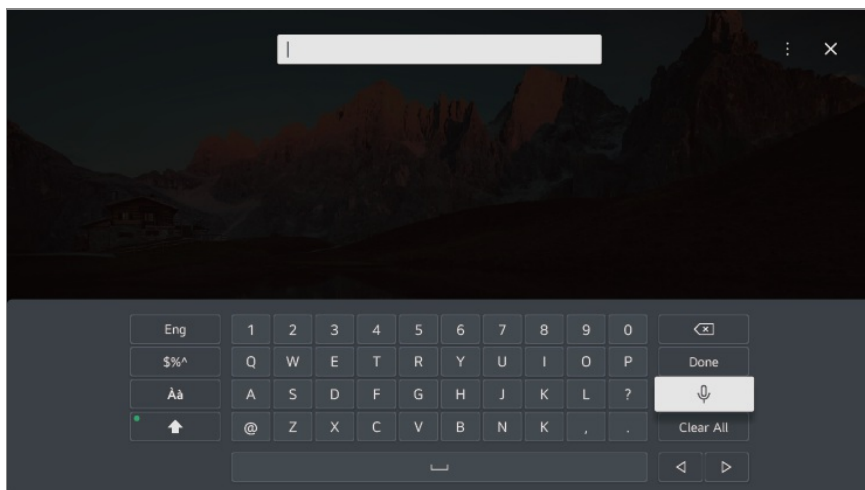 Eng 1 2 3 4 5 6 7 8 9 0
$%^ Q W E T R Y U I O P Done
Àà A S D F G H J K L ?
@ Z X C V B N K , . Clear All